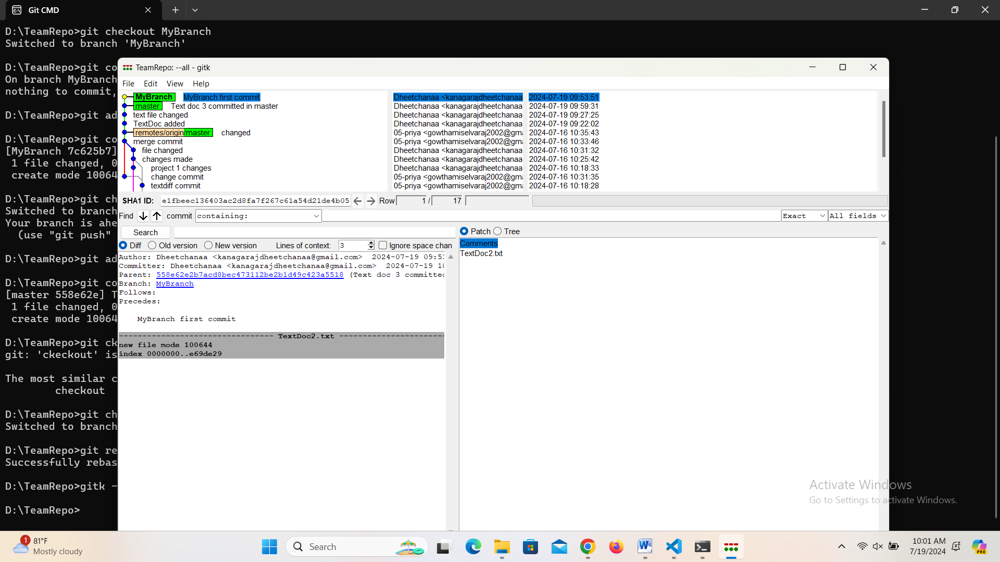 Git CMD
D:\TeamRepo>git checkout MyBranch
Switched to branch 'MyBranch'
D:\TeamRepo>git co
On branch MyBranch
nothing to commit,
D:\TeamRepo>git ad
D:\TeamRepo>git co
[MyBranch 7c625b7]
1 file changed, 0
create mode 10064
D:\TeamRepo>git ch
Switched to branch
Your branch is ahe
(use "git push"
D:\TeamRepo>git ad
D:\TeamRepo>git co
[master 558e62e] T
1 file changed, 0
create mode 10064
D:\TeamRepo>git ck
git: 'ckeckout' is
The most similar c
checkout
D:\TeamRepo>git ch
Switched to branch
D:\TeamRepo>git re
Successfully rebas
D:\TeamRepo>gitk -
D:\TeamRepo>
TeamRepo: --all - gitk
File Edit View Help
MyBranch MyBranch first commit Dheetchanaa <kanagarajdheetchanaa 2024-07-19 09:53:51
master Text doc 3 committed in master Dheetchanaa <kanagarajdheetchanaa 2024-07-19 09:59:31
text file changed Dheetchanaa <kanagarajdheetchanaa 2024-07-19 09:27:25
TextDoc added Dheetchanaa <kanagarajdheetchanaa 2024-07-19 09:22:02
remotes/origin/master changed 05-priya <gowthamiselvaraj2002@gma 2024-07-16 10:35:43
merge commit 05-priya <gowthamiselvaraj2002@gma 2024-07-16 10:33:46
file changed Dheetchanaa <kanagarajdheetchanaa 2024-07-16 10:31:32
changes made Dheetchanaa <kanagarajdheetchanaa 2024-07-16 10:25:42
project 1 changes Dheetchanaa <kanagarajdheetchanaa 2024-07-16 10:18:33
change commit 05-priya <gowthamiselvaraj2002@gma 2024-07-16 10:31:35
textdiff commit 05-priya <gowthamiselvaraj2002@gma 2024-07-16 10:18:28
SHA1 ID: e1fbeec136403ac2d8fa7f267c61a54d21de4b05 Row 1 / 17
Find commit containing: Exact All fields
Search
Diff Old version New version Lines of context: 3 Ignore space chan
Patch Tree
Author: Dheetchanaa <kanagarajdheetchanaa@gmail.com> 2024-07-19 09:53
Committer: Dheetchanaa <kanagarajdheetchanaa@gmail.com> 2024-07-19 10
Parent: 558e62e2b7acd8bec473112be2b1d49c423a5518 (Text doc 3 committed
Branch: MyBranch
Follows:
Precedes:
MyBranch first commit
-------------------------------- TextDoc2.txt ----------------------
new file mode 100644
index 0000000..e69de29
Comments
TextDoc2.txt
Activate Windows
Go to Settings to activate Windows.
1
81°F
Mostly cloudy
Search
PRE
10:01 AM
7/19/2024